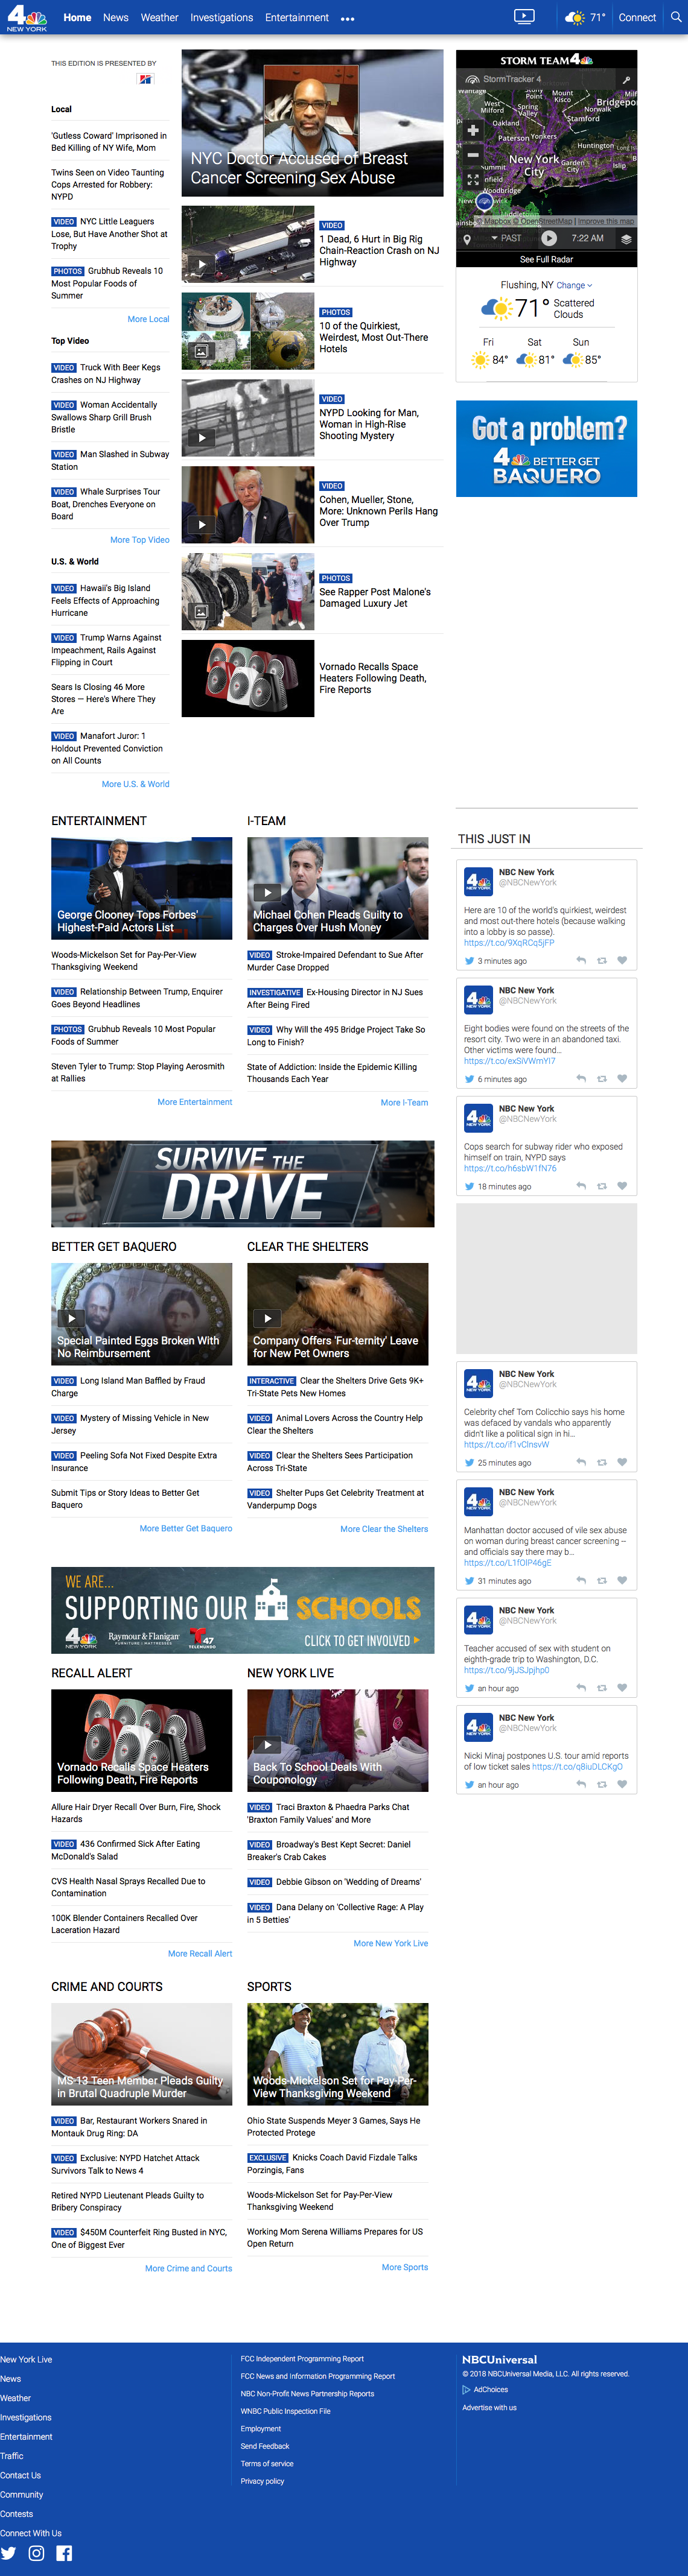 4
NEW YORK
Home News Weather Investigations Entertainment •••
71° Connect
THIS EDITION IS PRESENTED BY
Local
'Gutless Coward' Imprisoned in
Bed Killing of NY Wife, Mom
Twins Seen on Video Taunting
Cops Arrested for Robbery:
NYPD
VIDEO NYC Little Leaguers
Lose, But Have Another Shot at
Trophy
PHOTOS Grubhub Reveals 10
Most Popular Foods of
Summer
More Local
Top Video
VIDEO Truck With Beer Kegs
Crashes on NJ Highway
VIDEO Woman Accidentally
Swallows Sharp Grill Brush
Bristle
VIDEO Man Slashed in Subway
Station
VIDEO Whale Surprises Tour
Boat, Drenches Everyone on
Board
More Top Video
U.S. & World
VIDEO Hawaii's Big Island
Feels Effects of Approaching
Hurricane
VIDEO Trump Warns Against
Impeachment, Rails Against
Flipping in Court
Sears Is Closing 46 More
Stores — Here's Where They
Are
VIDEO Manafort Juror: 1
Holdout Prevented Conviction
on All Counts
More U.S. & World
NYC Doctor Accused of Breast
Cancer Screening Sex Abuse
VIDEO
1 Dead, 6 Hurt in Big Rig
Chain-Reaction Crash on NJ
Highway
PHOTOS
10 of the Quirkiest,
Weirdest, Most Out-There
Hotels
VIDEO
NYPD Looking for Man,
Woman in High-Rise
Shooting Mystery
VIDEO
Cohen, Mueller, Stone,
More: Unknown Perils Hang
Over Trump
PHOTOS
See Rapper Post Malone's
Damaged Luxury Jet
Vornado Recalls Space
Heaters Following Death,
Fire Reports
STORM TEAM 4
StormTracker 4
Wantage
West
Milford
Spring
Valley
Mount
Kisco
Bridgepor
Norwalk
Oakland
Stamford
Paterson Yonkers
Huntington
New York
City
Garden
City
Islip
Summit
nfield
Woodbridge
© Mapbox © OpenStreetMap | Improve this map
PAST 7:22 AM
See Full Radar
Flushing, NY Change
71° Scattered
Clouds
Fri Sat Sun
84° 81° 85°
Got a problem?
4 BETTER GET
BAQUERO
ENTERTAINMENT
George Clooney Tops Forbes'
Highest-Paid Actors List
Woods-Mickelson Set for Pay-Per-View
Thanksgiving Weekend
VIDEO Relationship Between Trump, Enquirer
Goes Beyond Headlines
PHOTOS Grubhub Reveals 10 Most Popular
Foods of Summer
Steven Tyler to Trump: Stop Playing Aerosmith
at Rallies
More Entertainment
I-TEAM
Michael Cohen Pleads Guilty to
Charges Over Hush Money
VIDEO Stroke-Impaired Defendant to Sue After
Murder Case Dropped
INVESTIGATIVE Ex-Housing Director in NJ Sues
After Being Fired
VIDEO Why Will the 495 Bridge Project Take So
Long to Finish?
State of Addiction: Inside the Epidemic Killing
Thousands Each Year
More I-Team
THIS JUST IN
NBC New York
@NBCNewYork
Here are 10 of the world's quirkiest, weirdest
and most out-there hotels (because walking
into a lobby is so passe).
https://t.co/9XqRCq5jFP
3 minutes ago
NBC New York
@NBCNewYork
Eight bodies were found on the streets of the
resort city. Two were in an abandoned taxi.
Other victims were found...
https://t.co/exSiVWmYI7
6 minutes ago
NBC New York
@NBCNewYork
Cops search for subway rider who exposed
himself on train, NYPD says
https://t.co/h6sbW1fN76
18 minutes ago
NBC New York
@NBCNewYork
Celebrity chef Tom Colicchio says his home
was defaced by vandals who apparently
didn't like a political sign in hi...
https://t.co/if1vClnsvW
25 minutes ago
NBC New York
@NBCNewYork
Manhattan doctor accused of vile sex abuse
on woman during breast cancer screening --
and officials say there may b...
https://t.co/L1fOlP46gE
31 minutes ago
NBC New York
@NBCNewYork
Teacher accused of sex with student on
eighth-grade trip to Washington, D.C.
https://t.co/9jJSJpjhp0
an hour ago
NBC New York
@NBCNewYork
Nicki Minaj postpones U.S. tour amid reports
of low ticket sales https://t.co/q8iuOLCKgO
an hour ago
SURVIVE THE
DRIVE
BETTER GET BAQUERO
Special Painted Eggs Broken With
No Reimbursement
VIDEO Long Island Man Baffled by Fraud
Charge
VIDEO Mystery of Missing Vehicle in New
Jersey
VIDEO Peeling Sofa Not Fixed Despite Extra
Insurance
Submit Tips or Story Ideas to Better Get
Baquero
More Better Get Baquero
CLEAR THE SHELTERS
Company Offers 'Fur-ternity' Leave
for New Pet Owners
INTERACTIVE Clear the Shelters Drive Gets 9K+
Tri-State Pets New Homes
VIDEO Animal Lovers Across the Country Help
Clear the Shelters
VIDEO Clear the Shelters Sees Participation
Across Tri-State
VIDEO Shelter Pups Get Celebrity Treatment at
Vanderpump Dogs
More Clear the Shelters
WE ARE...
SUPPORTING OUR SCHOOLS
4 NEW YORK Raymour & Flanigan FURNITURE | MATTRESSES 47 TELEMUNDO CLICK TO GET INVOLVED
RECALL ALERT
Vornado Recalls Space Heaters
Following Death, Fire Reports
Allure Hair Dryer Recall Over Burn, Fire, Shock
Hazards
VIDEO 436 Confirmed Sick After Eating
McDonald's Salad
CVS Health Nasal Sprays Recalled Due to
Contamination
100K Blender Containers Recalled Over
Laceration Hazard
More Recall Alert
NEW YORK LIVE
Back To School Deals With
Couponology
VIDEO Traci Braxton & Phaedra Parks Chat
'Braxton Family Values' and More
VIDEO Broadway's Best Kept Secret: Daniel
Breaker's Crab Cakes
VIDEO Debbie Gibson on 'Wedding of Dreams'
VIDEO Dana Delany on 'Collective Rage: A Play
in 5 Betties'
More New York Live
CRIME AND COURTS
MS-13 Teen Member Pleads Guilty
in Brutal Quadruple Murder
VIDEO Bar, Restaurant Workers Snared in
Montauk Drug Ring: DA
VIDEO Exclusive: NYPD Hatchet Attack
Survivors Talk to News 4
Retired NYPD Lieutenant Pleads Guilty to
Bribery Conspiracy
VIDEO $450M Counterfeit Ring Busted in NYC,
One of Biggest Ever
More Crime and Courts
SPORTS
Woods-Mickelson Set for Pay-Per-
View Thanksgiving Weekend
Ohio State Suspends Meyer 3 Games, Says He
Protected Protege
EXCLUSIVE Knicks Coach David Fizdale Talks
Porzingis, Fans
Woods-Mickelson Set for Pay-Per-View
Thanksgiving Weekend
Working Mom Serena Williams Prepares for US
Open Return
More Sports
New York Live
News
Weather
Investigations
Entertainment
Traffic
Contact Us
Community
Contests
Connect With Us
FCC Independent Programming Report
FCC News and Information Programming Report
NBC Non-Profit News Partnership Reports
WNBC Public Inspection File
Employment
Send Feedback
Terms of service
Privacy policy
NBCUniversal
© 2018 NBCUniversal Media, LLC. All rights reserved.
AdChoices
Advertise with us